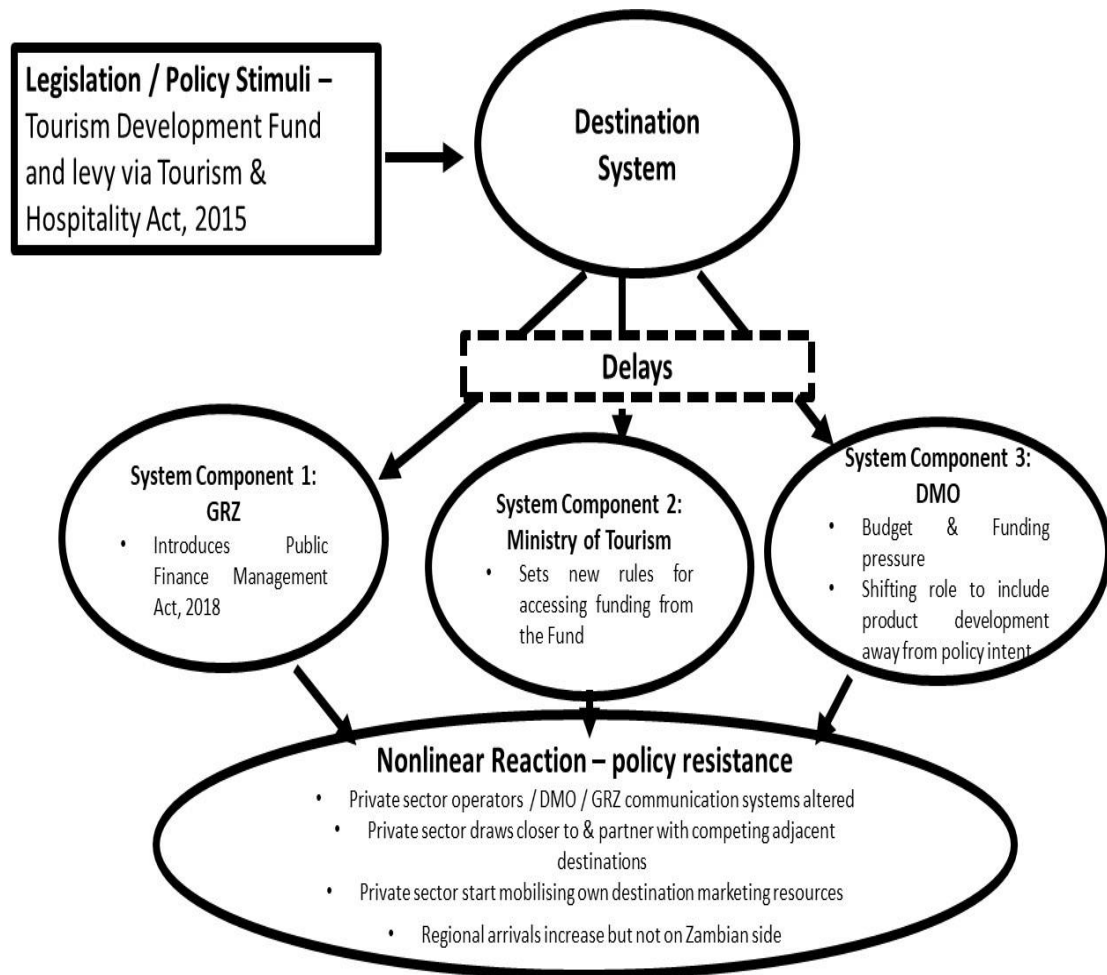 Legislation / Policy Stimuli –
Tourism Development Fund
and levy via Tourism &
Hospitality Act, 2015
Destination
System
Delays
System Component 1:
GRZ
• Introduces Public
Finance Management
Act, 2018
System Component 2:
Ministry of Tourism
• Sets new rules for
accessing funding from
the Fund
System Component 3:
DMO
• Budget & Funding
pressure
• Shifting role to include
product development
away from policy intent
Nonlinear Reaction – policy resistance
• Private sector operators / DMO / GRZ communication systems altered
• Private sector draws closer to & partner with competing adjacent
destinations
• Private sector start mobilising own destination marketing resources
• Regional arrivals increase but not on Zambian side